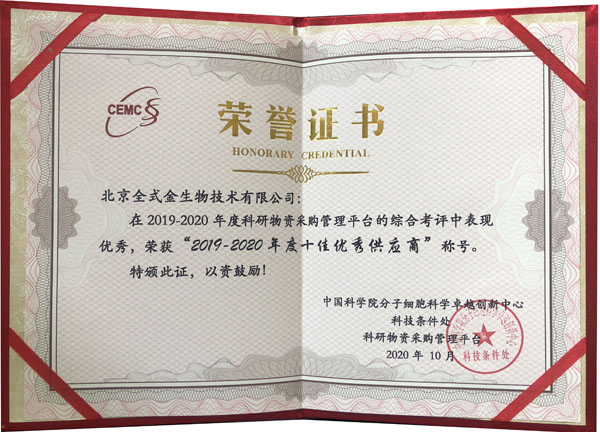 CEMCS
荣誉证书
HONORARY CREDENTIAL
北京全式金生物技术有限公司:
在2019-2020年度科研物资采购管理平台的综合考评中表现
优秀,荣获“2019-2020年度十佳优秀供应商”称号。
特颁此证,以资鼓励!
中国科学院分子细胞科学卓越创新中心
科技条件处
科研物资采购管理平台
2020年10月
科技条件处